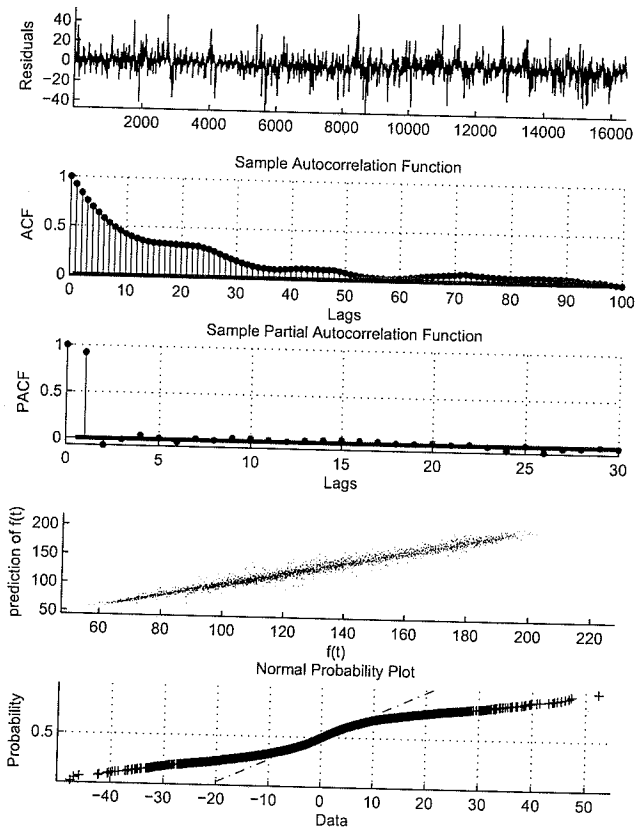 40
20
0
−20
−40
Residuals
2000 4000 6000 8000 10000 12000 14000 16000
Sample Autocorrelation Function
1
0.5
0
ACF
0 10 20 30 40 50 60 70 80 90 100
Lags
Sample Partial Autocorrelation Function
1
0.5
0
PACF
0 5 10 15 20 25 30
Lags
200
150
100
50
prediction of f(t)
60 80 100 120 140 160 180 200 220
f(t)
Normal Probability Plot
0.5
Probability
−40 −30 −20 −10 0 10 20 30 40 50
Data